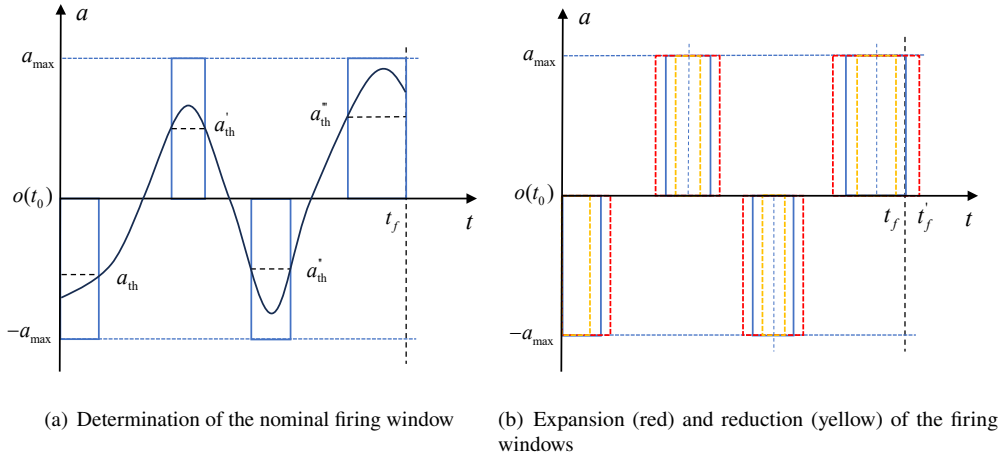 a
a_max
a'_th
a'''_th
o(t_0)
t_f
t
a_th
a''_th
−a_max
a
a_max
o(t_0)
t_f
t'_f
t
−a_max
(a) Determination of the nominal firing window
(b) Expansion (red) and reduction (yellow) of the firing
windows